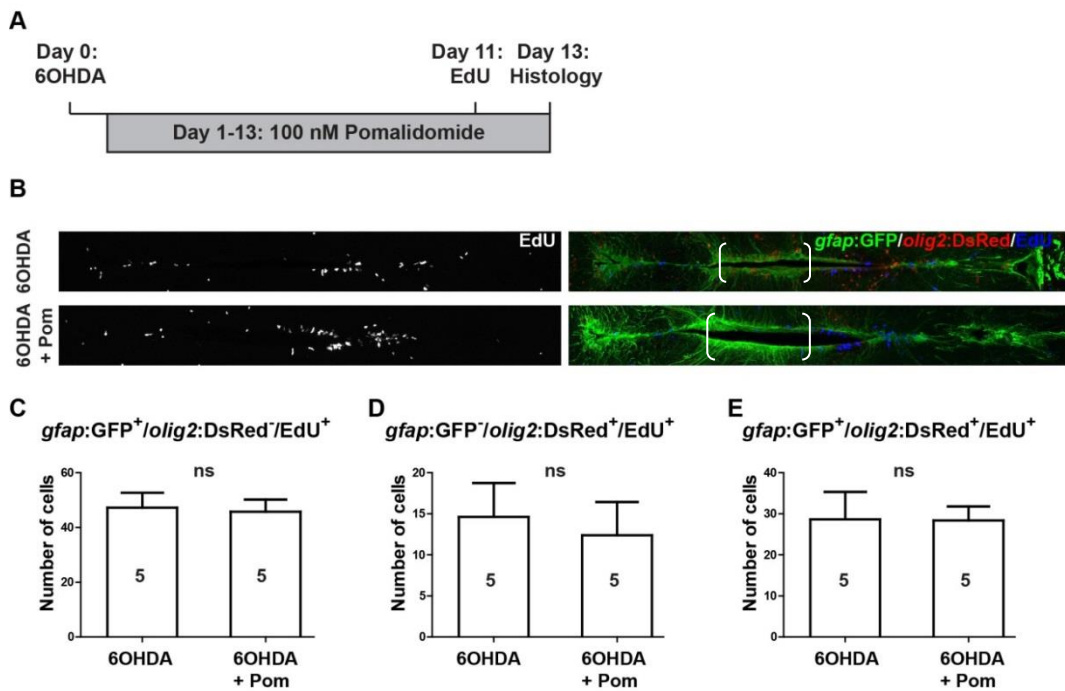 A
Day 0:
6OHDA
Day 11:
EdU
Day 13:
Histology
Day 1-13: 100 nM Pomalidomide
B
6OHDA
EdU
gfap:GFP/olig2:DsRed/EdU
6OHDA
+ Pom
C
gfap:GFP+/olig2:DsRed-/EdU+
ns
Number of cells
60
40
20
0
5
5
6OHDA
6OHDA
+ Pom
D
gfap:GFP-/olig2:DsRed+/EdU+
ns
Number of cells
20
15
10
5
0
5
5
6OHDA
6OHDA
+ Pom
E
gfap:GFP+/olig2:DsRed+/EdU+
ns
Number of cells
40
30
20
10
0
5
5
6OHDA
6OHDA
+ Pom